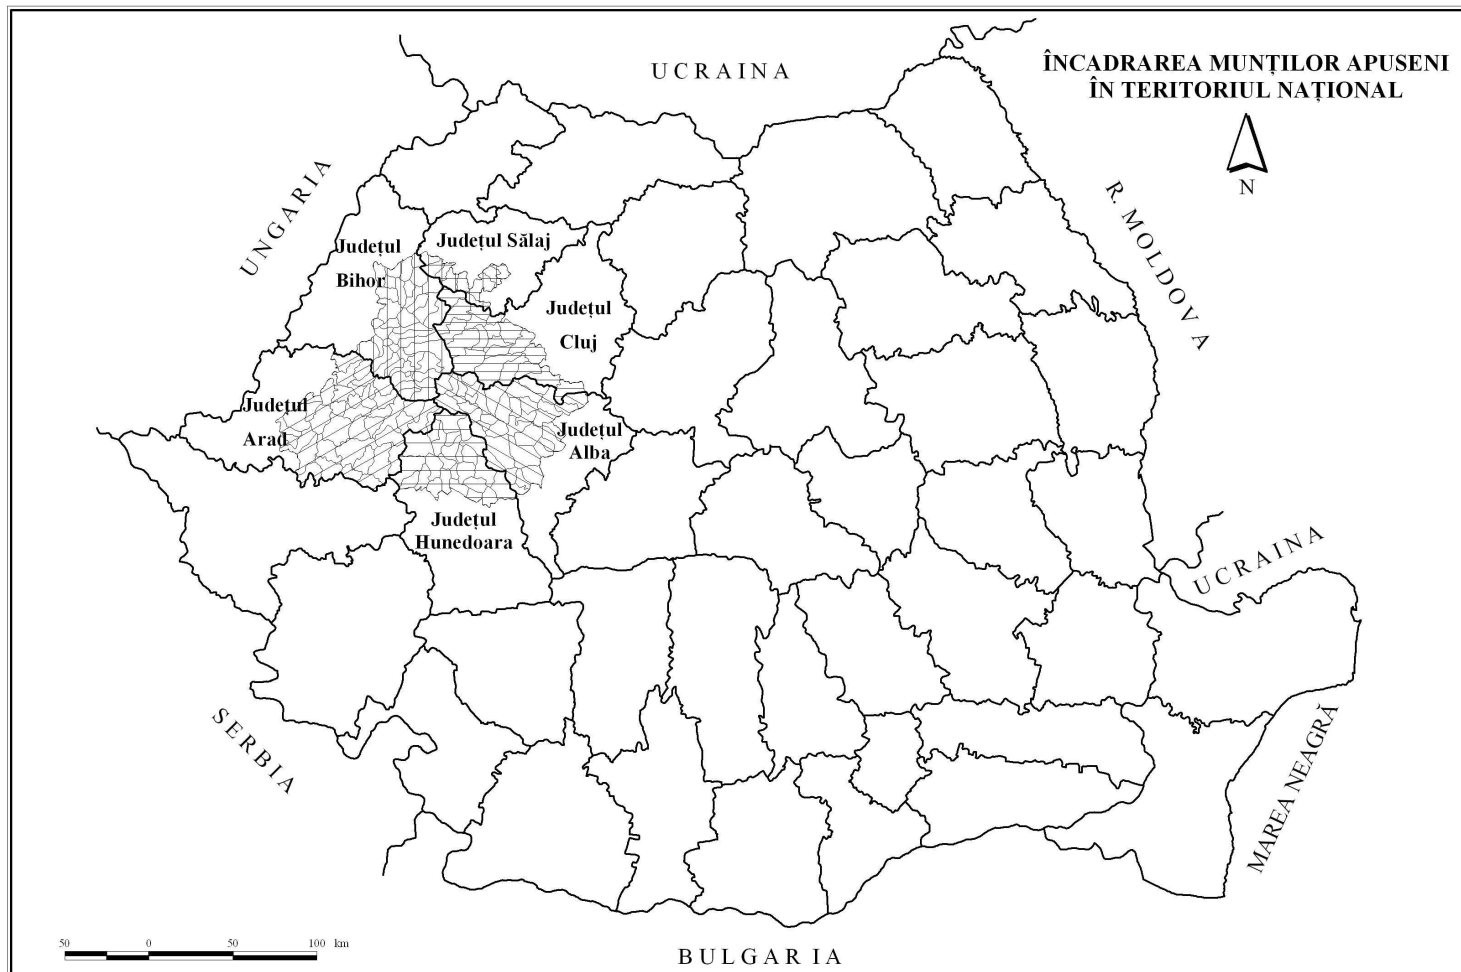 ÎNCADRAREA MUNȚILOR APUSENI
ÎN TERITORIUL NAȚIONAL
N
UCRAINA
UNGARIA
R. MOLDOVA
Județul
Bihor
Județul Sălaj
Județul
Cluj
Județul
Arad
Județul
Alba
Județul
Hunedoara
UCRAINA
SERBIA
MAREA NEAGRĂ
BULGARIA
50 0 50 100 km